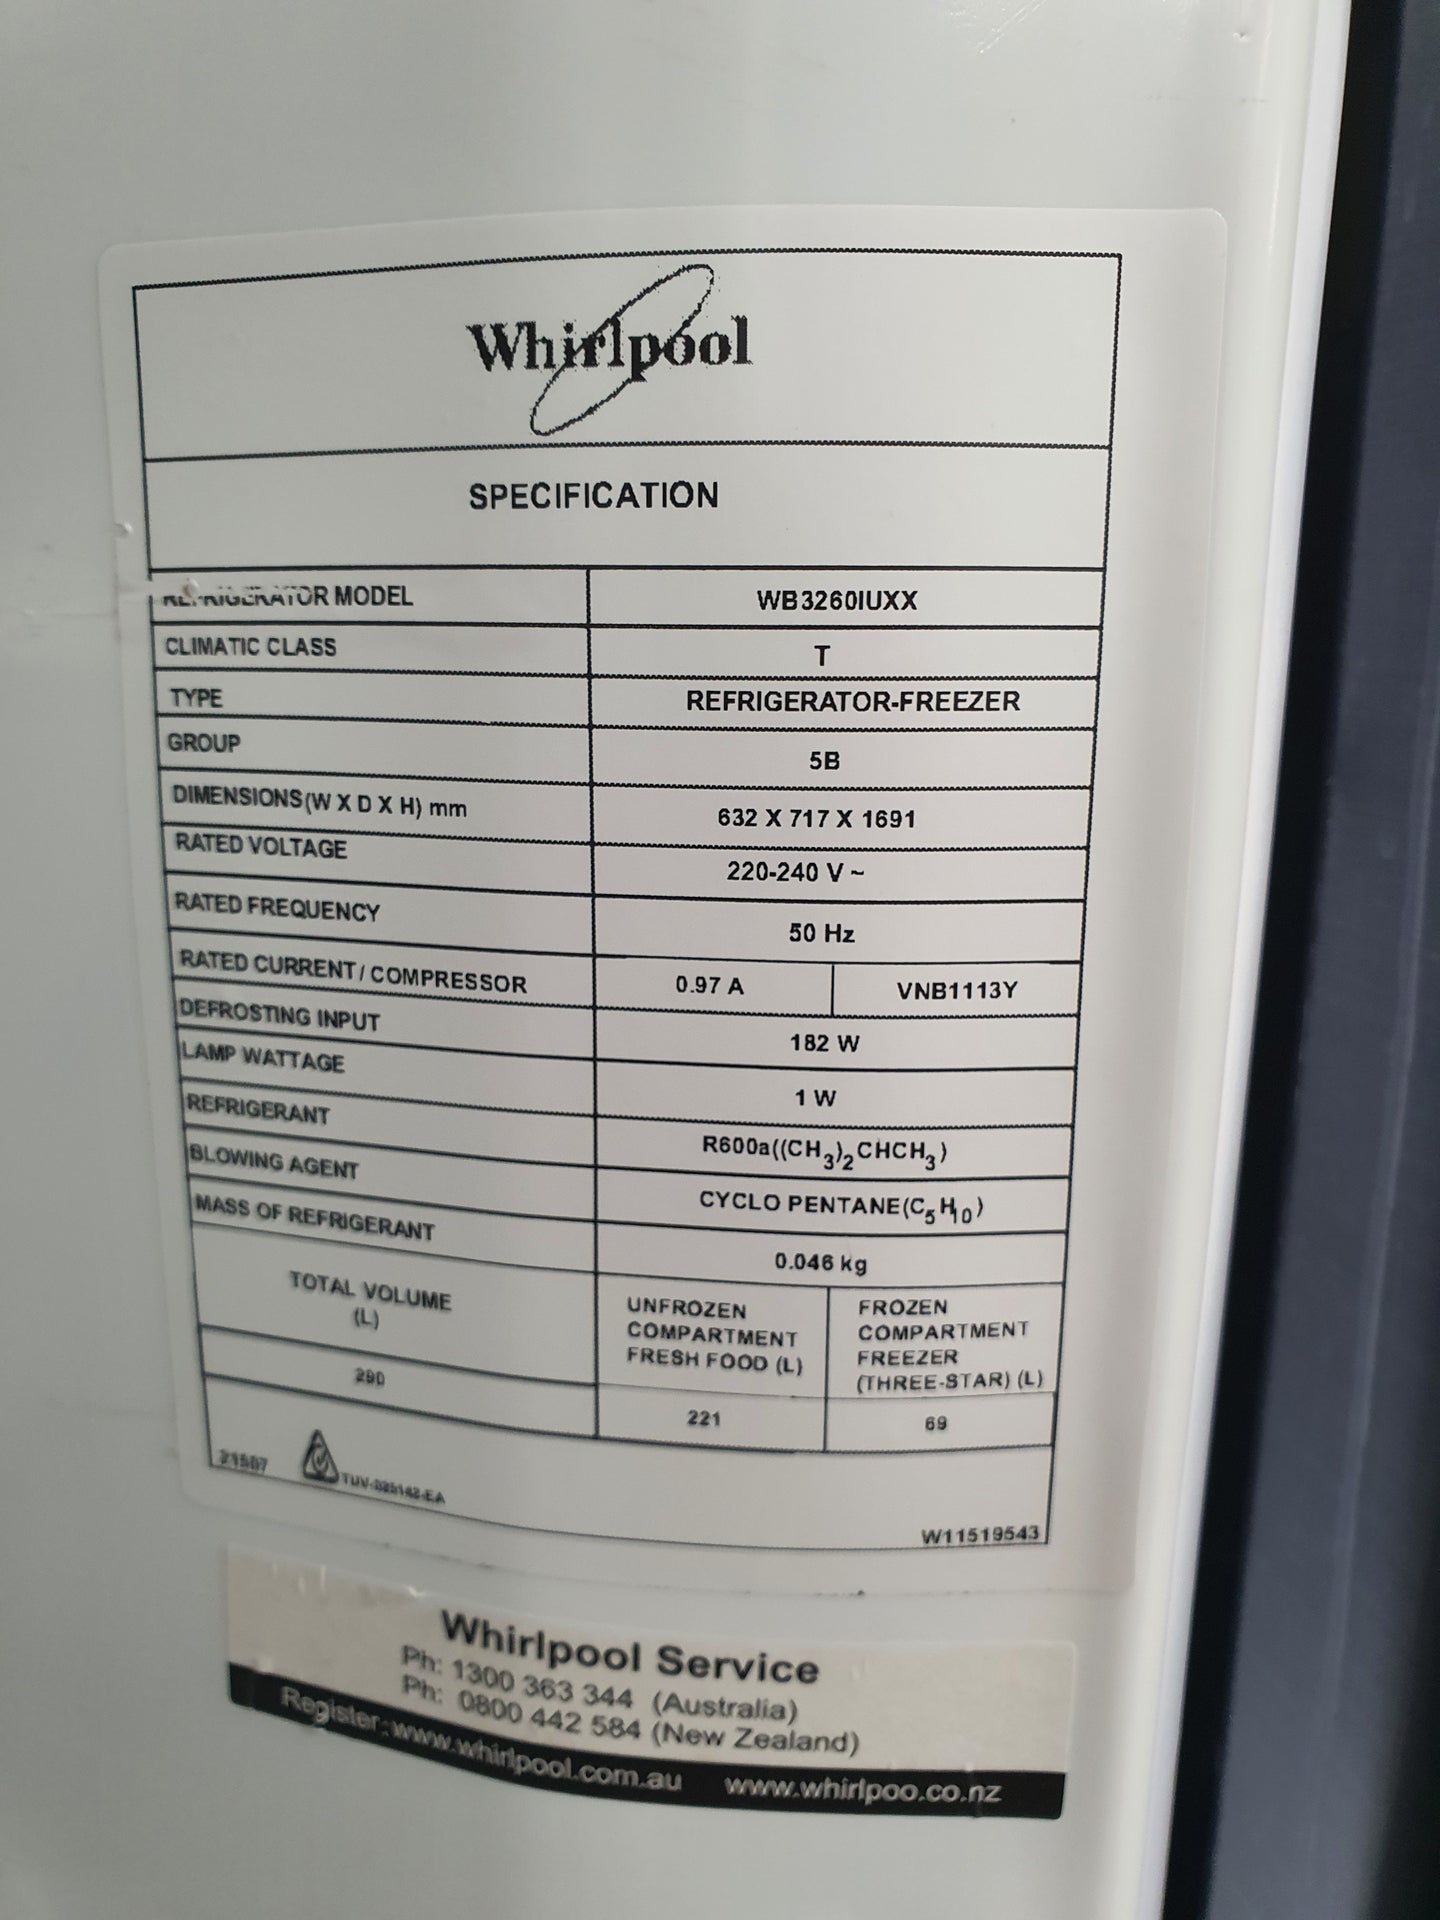 Whirlpool
SPECIFICATION
REFRIGERATOR MODEL WB3260IUXX
CLIMATIC CLASS T
TYPE REFRIGERATOR-FREEZER
GROUP 5B
DIMENSIONS(W X D X H) mm 632 X 717 X 1691
RATED VOLTAGE 220-240 V ~
RATED FREQUENCY 50 Hz
RATED CURRENT/COMPRESSOR 0.97 A VNB1113Y
DEFROSTING INPUT 182 W
LAMP WATTAGE 1 W
REFRIGERANT R600a((CH₃)₂CHCH₃)
BLOWING AGENT CYCLO PENTANE(C₅H₁₀)
MASS OF REFRIGERANT 0.046 kg
TOTAL VOLUME
(L)
UNFROZEN
COMPARTMENT
FRESH FOOD (L)
FROZEN
COMPARTMENT
FREEZER
(THREE-STAR) (L)
290 221 69
W11519543
Whirlpool Service
Ph: 1300 363 344 (Australia)
Ph: 0800 442 584 (New Zealand)
Register: www.whirlpool.com.au www.whirlpoo.co.nz